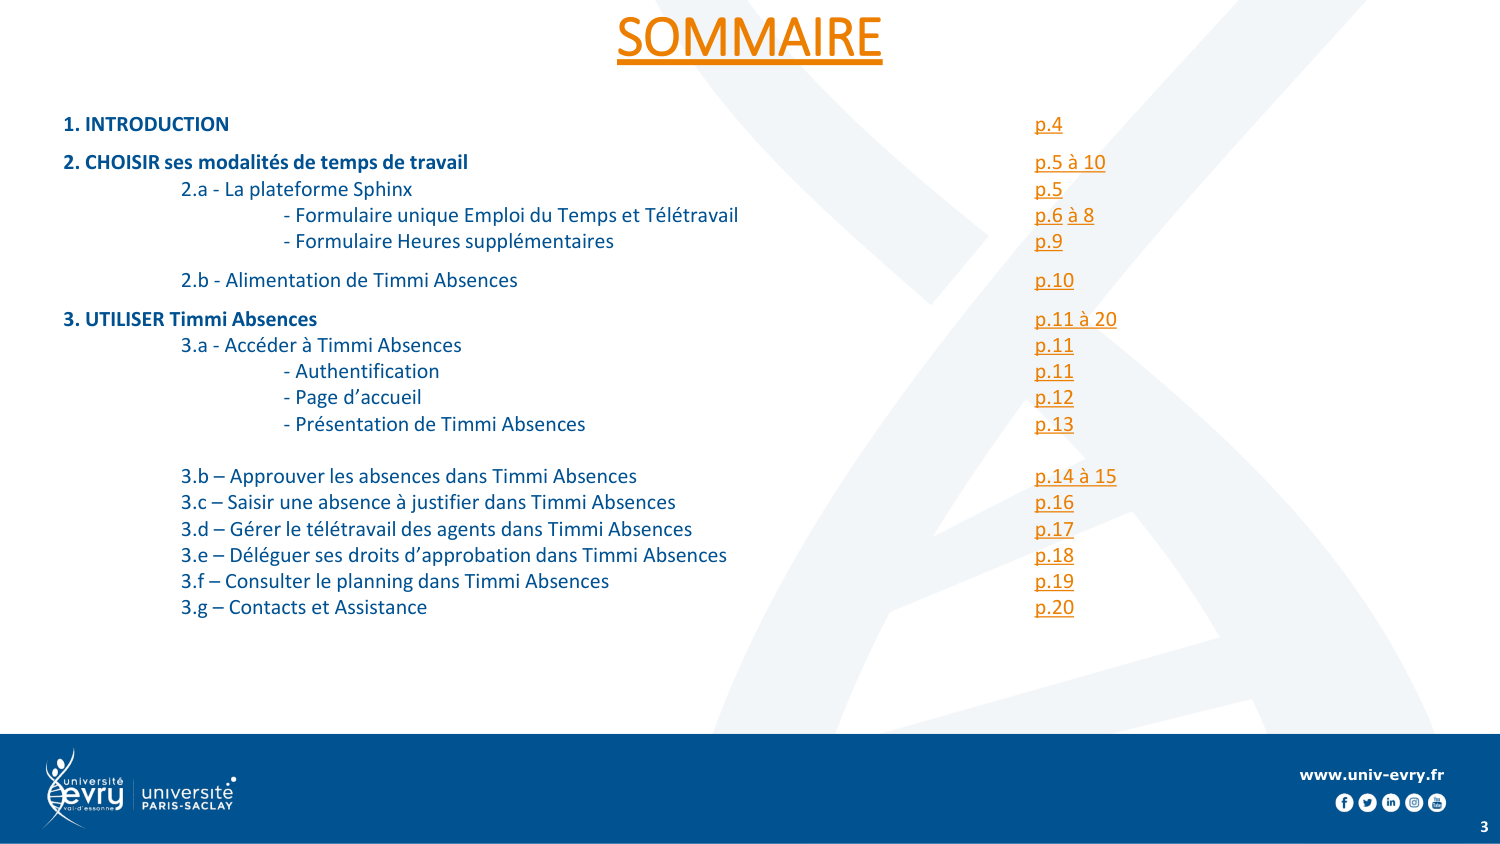 SOMMAIRE
1. INTRODUCTION p.4
2. CHOISIR ses modalités de temps de travail p.5 à 10
2.a - La plateforme Sphinx p.5
- Formulaire unique Emploi du Temps et Télétravail p.6 à 8
- Formulaire Heures supplémentaires p.9
2.b - Alimentation de Timmi Absences p.10
3. UTILISER Timmi Absences p.11 à 20
3.a - Accéder à Timmi Absences p.11
- Authentification p.11
- Page d’accueil p.12
- Présentation de Timmi Absences p.13
3.b – Approuver les absences dans Timmi Absences p.14 à 15
3.c – Saisir une absence à justifier dans Timmi Absences p.16
3.d – Gérer le télétravail des agents dans Timmi Absences p.17
3.e – Déléguer ses droits d’approbation dans Timmi Absences p.18
3.f – Consulter le planning dans Timmi Absences p.19
3.g – Contacts et Assistance p.20
université
evry
val-d'essonne
université
PARIS-SACLAY
www.univ-evry.fr
3